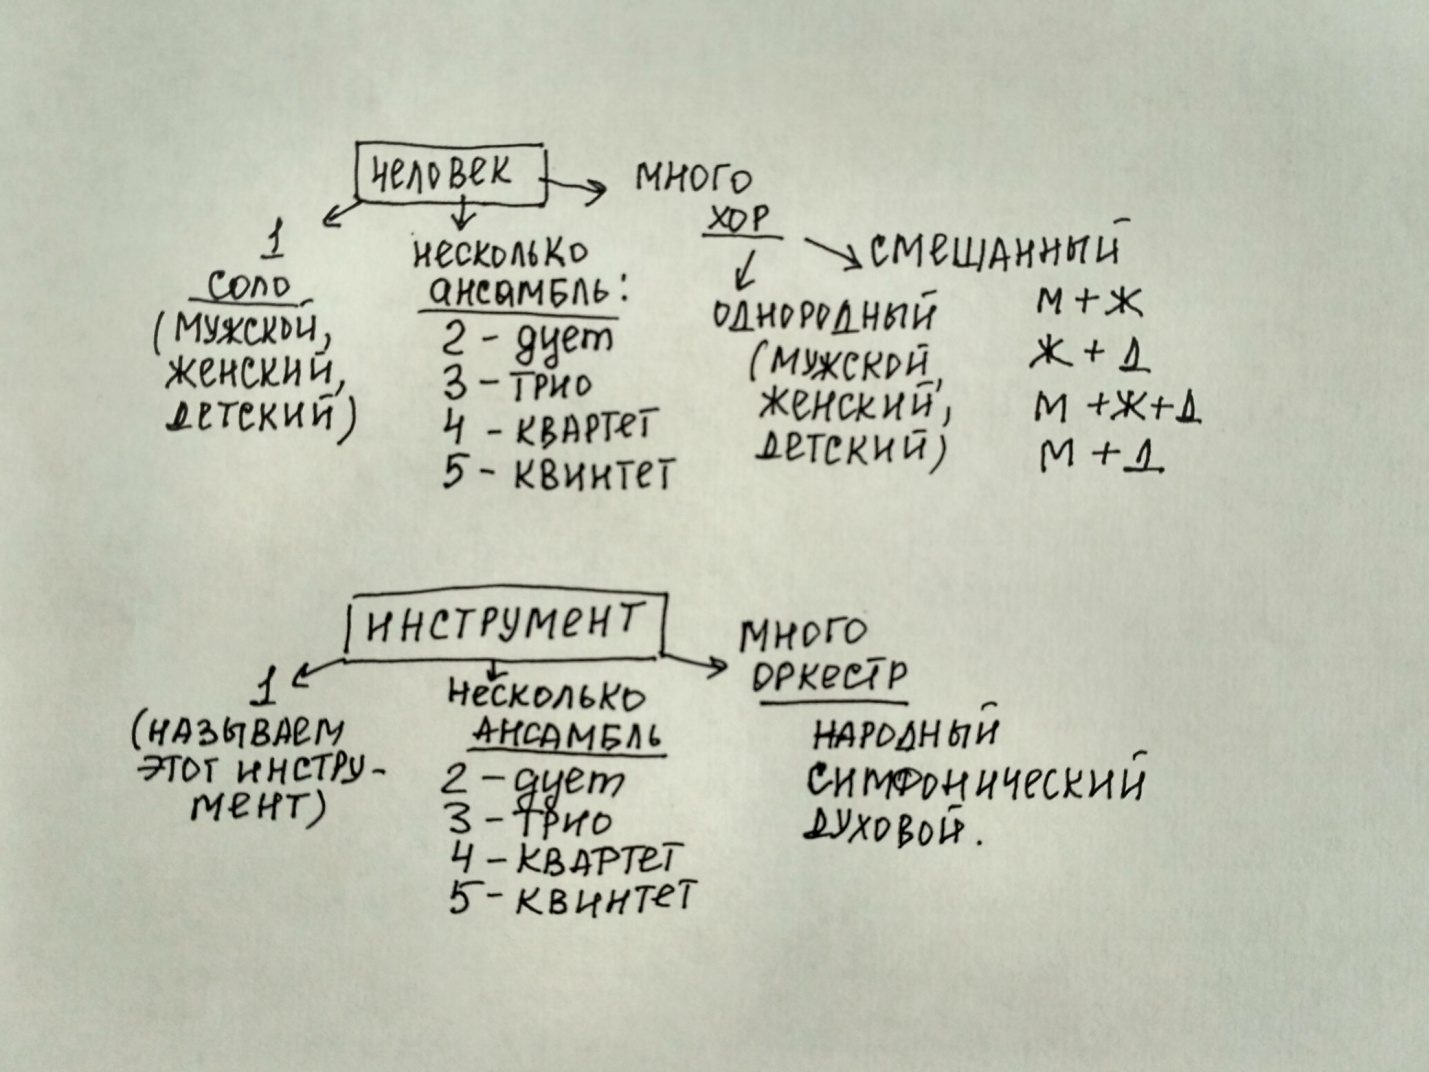 человек
1
соло
(мужской,
женский,
детский)
несколько
ансамбль:
2 - дует
3 - трио
4 - квартет
5 - квинтет
много
хор
однородный
(мужской,
женский,
детский)
смешанный
м + ж
ж + д
м + ж + д
м + д
инструмент
1
(называем
этот инстру-
мент)
несколько
ансамбль
2 - дует
3 - трио
4 - квартет
5 - квинтет
много
оркестр
народный
симфонический
духовой.